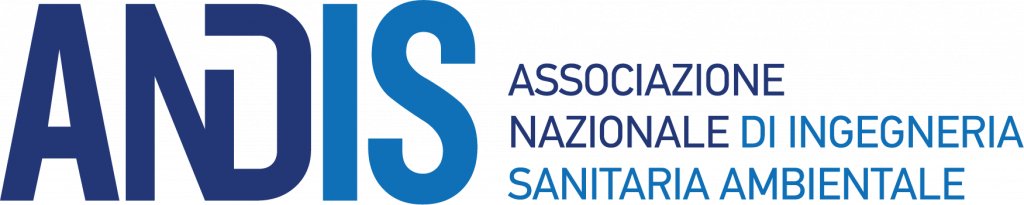 ANDIS
ASSOCIAZIONE
NAZIONALE DI INGEGNERIA
SANITARIA AMBIENTALE